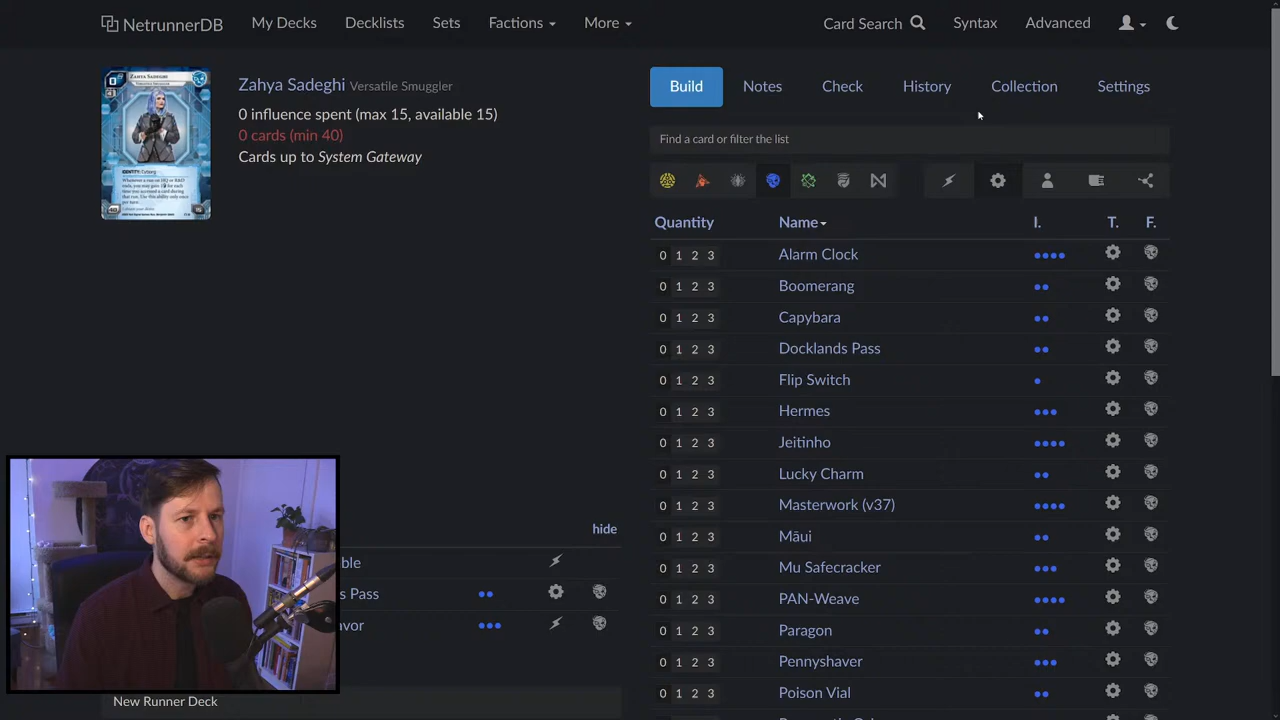 NetrunnerDB My Decks Decklists Sets Factions More Card Search Syntax Advanced
Zahya Sadeghi Versatile Smuggler
0 influence spent (max 15, available 15)
0 cards (min 40)
Cards up to System Gateway
ZAHYA SADEGHI
Build Notes Check History Collection Settings
Find a card or filter the list
Quantity Name I. T. F.
0 1 2 3 Alarm Clock
0 1 2 3 Boomerang
0 1 2 3 Capybara
0 1 2 3 Docklands Pass
0 1 2 3 Flip Switch
0 1 2 3 Hermes
0 1 2 3 Jeitinho
0 1 2 3 Lucky Charm
0 1 2 3 Masterwork (v37)
0 1 2 3 Māui
0 1 2 3 Mu Safecracker
0 1 2 3 PAN-Weave
0 1 2 3 Paragon
0 1 2 3 Pennyshaver
0 1 2 3 Poison Vial
hide
ble
s Pass
avor
New Runner Deck